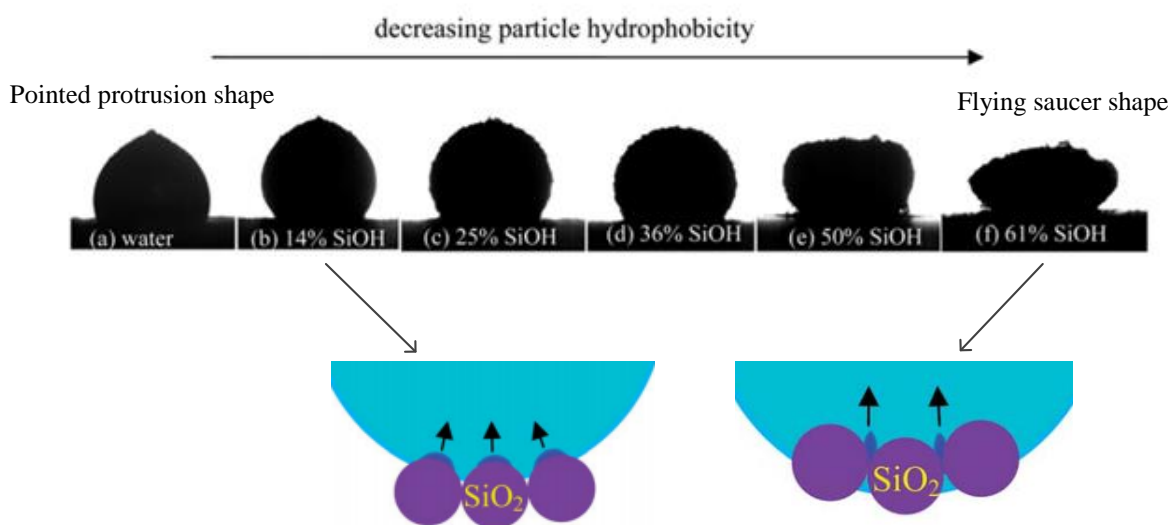 decreasing particle hydrophobicity
Pointed protrusion shape
Flying saucer shape
(a) water
(b) 14% SiOH
(c) 25% SiOH
(d) 36% SiOH
(e) 50% SiOH
(f) 61% SiOH
SiO₂
SiO₂